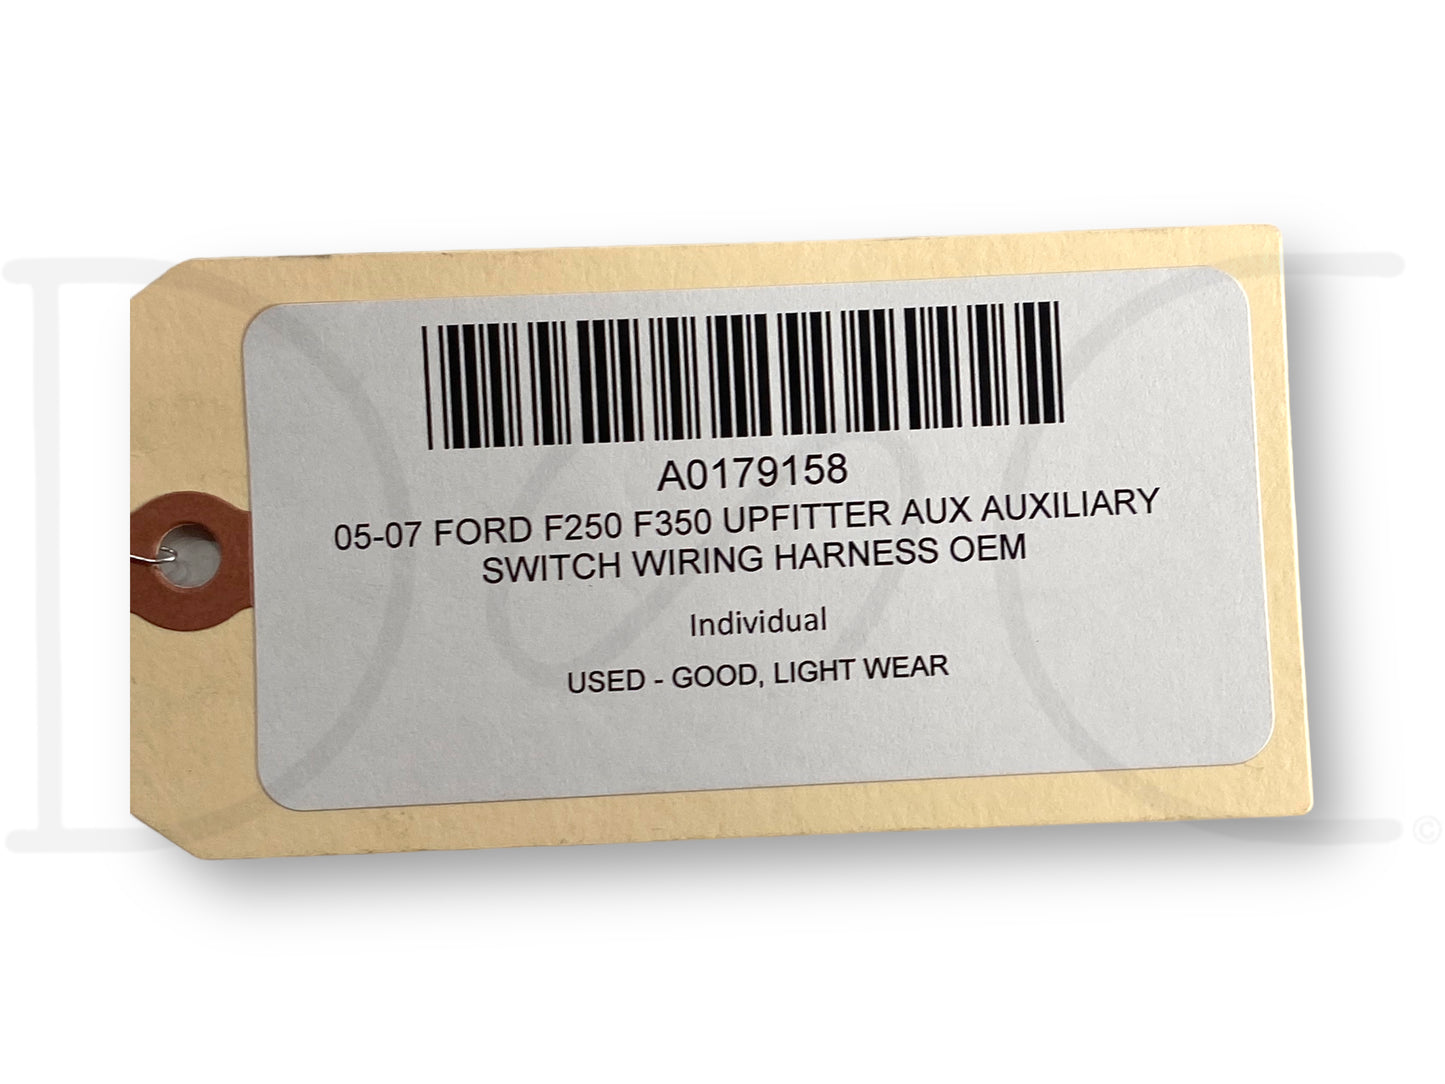 A0179158
05-07 FORD F250 F350 UPFITTER AUX AUXILIARY
SWITCH WIRING HARNESS OEM
Individual
USED - GOOD, LIGHT WEAR
©